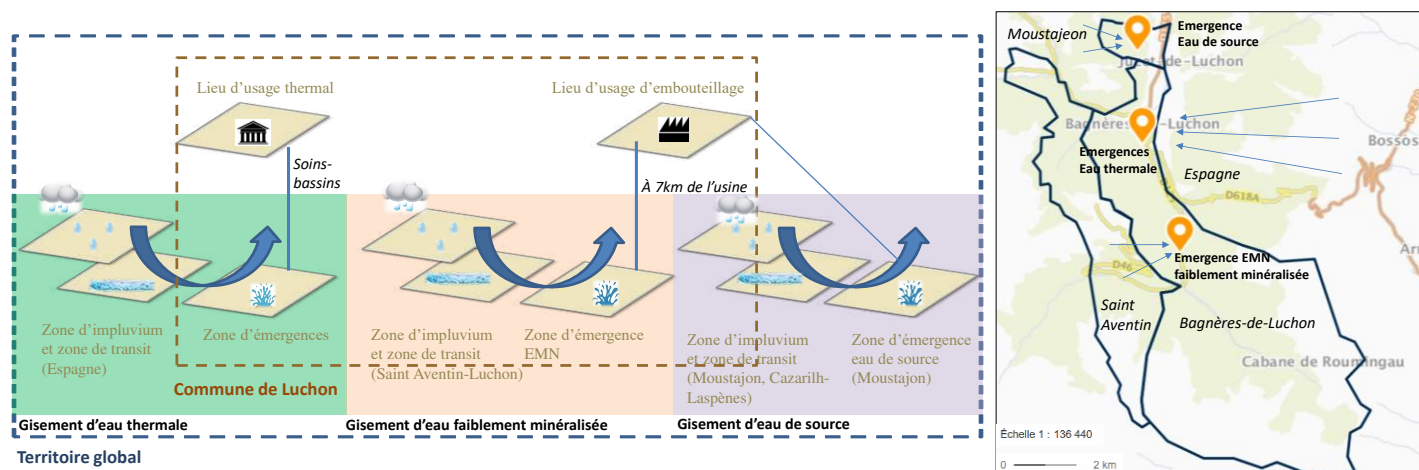 Lieu d'usage thermal
Lieu d'usage d'embouteillage
Soins-
bassins
À 7km de l'usine
Zone d'impluvium
et zone de transit
(Espagne)
Zone d'émergences
Zone d'impluvium
et zone de transit
(Saint Aventin-Luchon)
Zone d'émergence
EMN
Zone d'impluvium
et zone de transit
(Moustajon, Cazarilh-
Laspènes)
Zone d'émergence
eau de source
(Moustajon)
Commune de Luchon
Gisement d'eau thermale
Gisement d'eau faiblement minéralisée
Gisement d'eau de source
Territoire global
Moustajeon
Emergence
Eau de source
de-Luchon
Bagnères
Luchon
Emergences
Eau thermale
Bossos
Espagne
D618A
Emergence EMN
faiblement minéralisée
D46
Saint
Aventin
Bagnères-de-Luchon
Cabane de Roumingau
Échelle 1 : 136 440
0
2 km